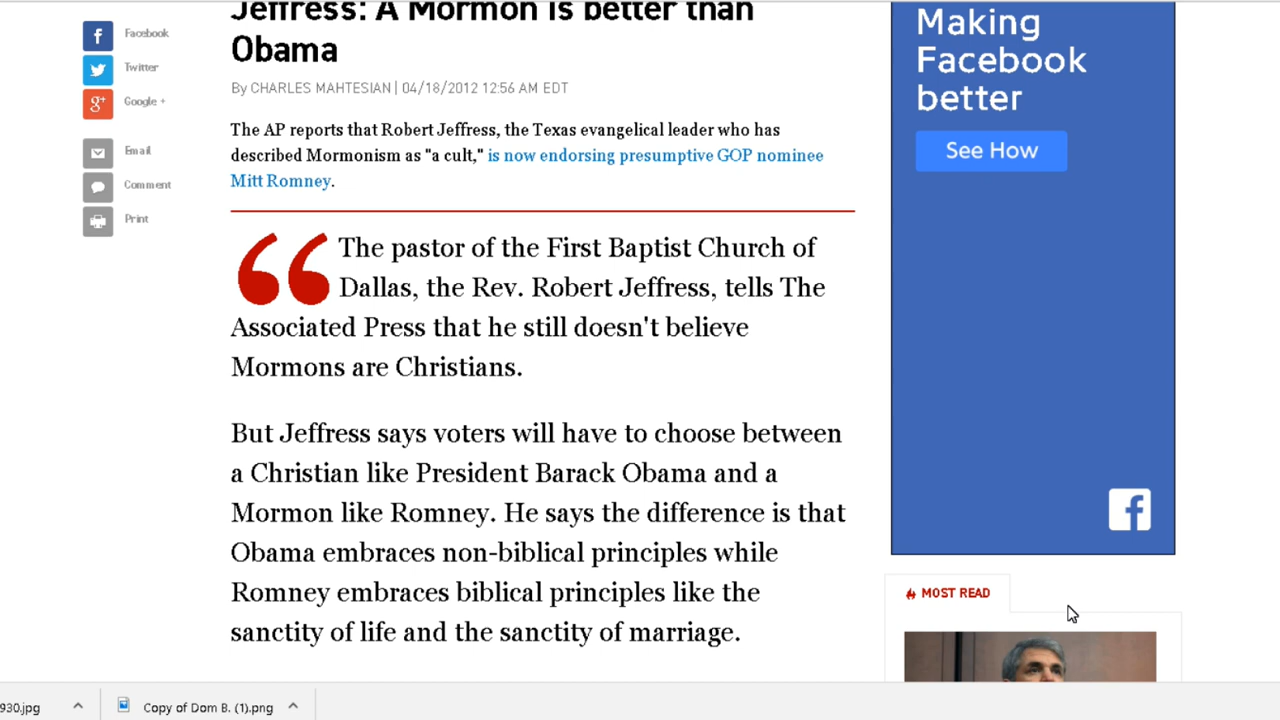 Jeffress: A Mormon is better than
Obama
By CHARLES MAHTESIAN | 04/18/2012 12:56 AM EDT
The AP reports that Robert Jeffress, the Texas evangelical leader who has
described Mormonism as "a cult," is now endorsing presumptive GOP nominee
Mitt Romney.
The pastor of the First Baptist Church of
Dallas, the Rev. Robert Jeffress, tells The
Associated Press that he still doesn't believe
Mormons are Christians.
But Jeffress says voters will have to choose between
a Christian like President Barack Obama and a
Mormon like Romney. He says the difference is that
Obama embraces non-biblical principles while
Romney embraces biblical principles like the
sanctity of life and the sanctity of marriage.
Facebook
Twitter
Google +
Email
Comment
Print
Making
Facebook
better
See How
MOST READ
930.jpg
Copy of Dom B. (1).png